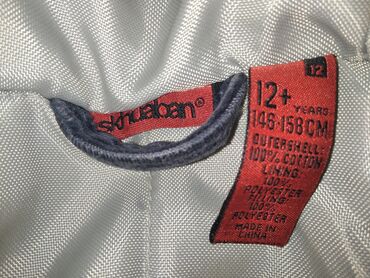 skhuaban®
12
12+
YEARS
146-158CM
OUTERSHELL:
100% COTTON
LINING:
100%
POLYESTER
FILLING:
100%
POLYESTER
MADE IN
CHINA